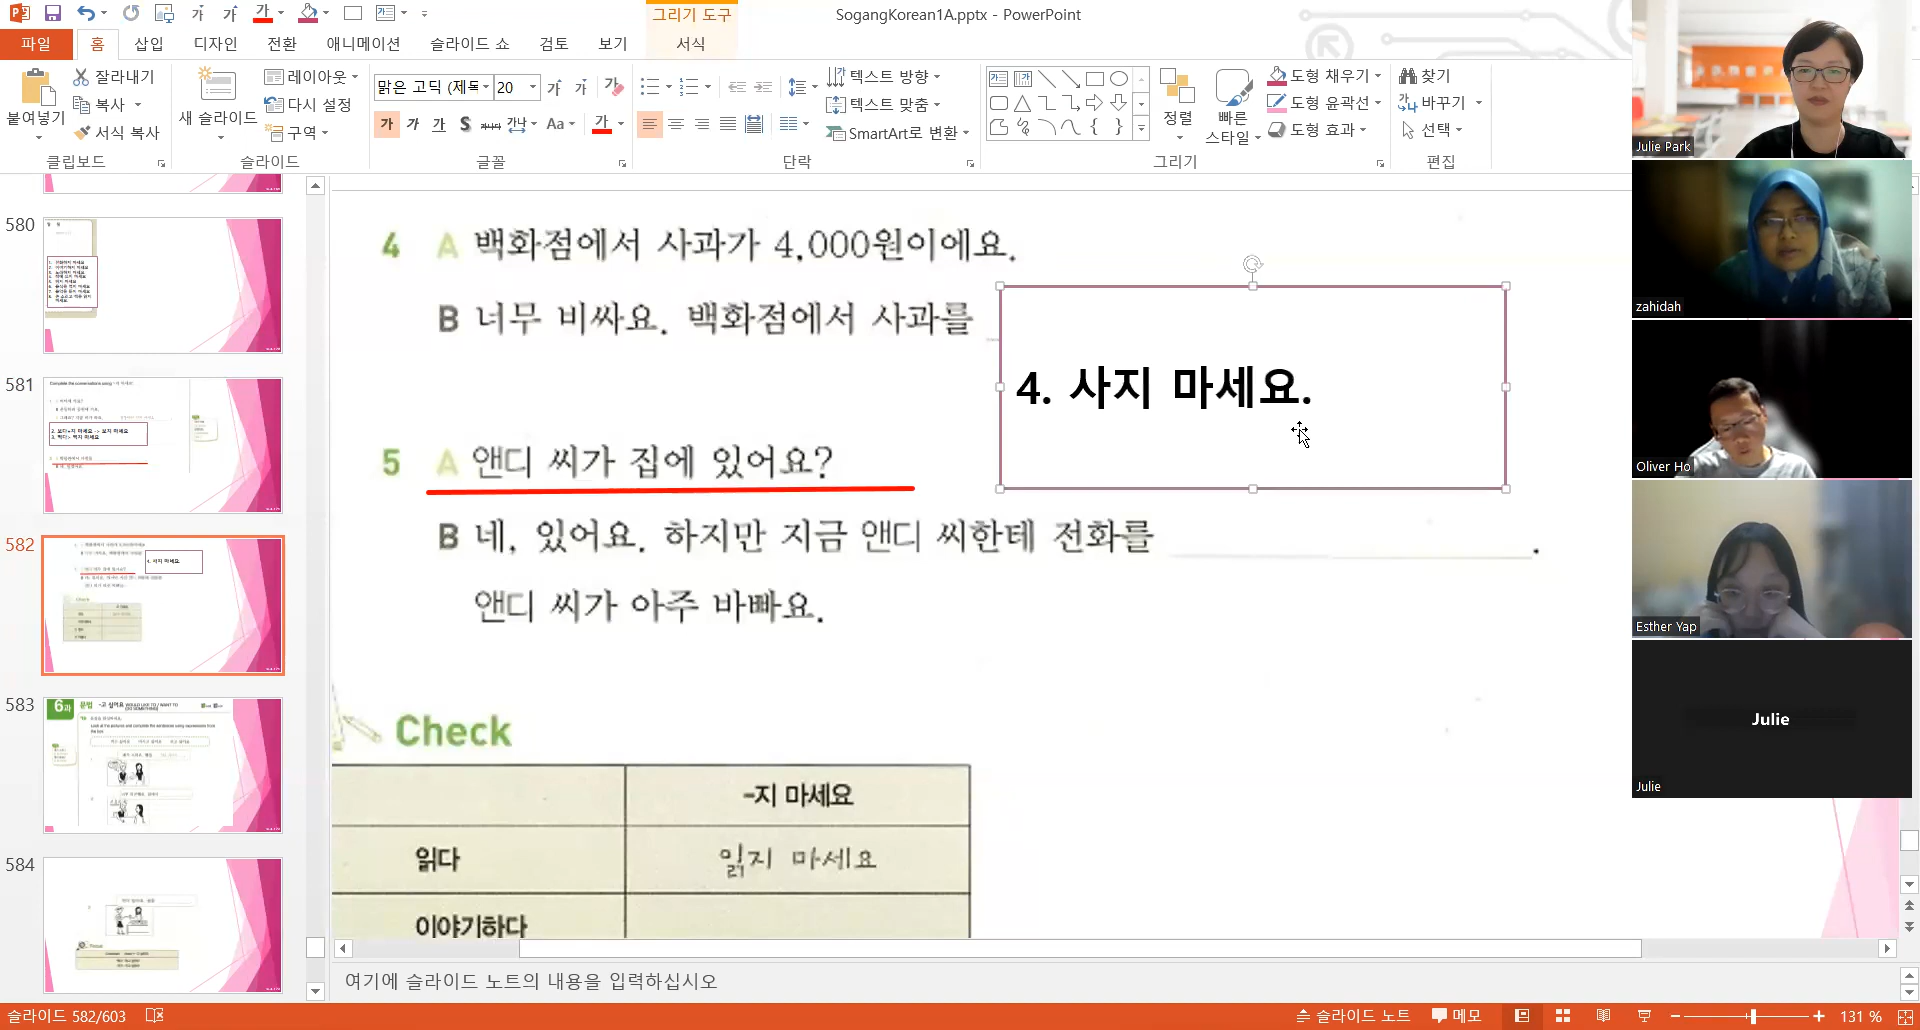 그리기 도구
SogangKorean1A.pptx - PowerPoint
파일 홈 삽입 디자인 전환 애니메이션 슬라이드 쇼 검토 보기 서식
붙여넣기
잘라내기
복사
서식 복사
클립보드
새 슬라이드
레이아웃
다시 설정
구역
슬라이드
맑은 고딕 (제목 20
글꼴
텍스트 방향
텍스트 맞춤
SmartArt로 변환
단락
정렬
빠른 스타일
도형 채우기
도형 윤곽선
도형 효과
그리기
찾기
바꾸기
선택
편집
580
581
582
583
584
4 A 백화점에서 사과가 4,000원이에요.
B 너무 비싸요. 백화점에서 사과를
4. 사지 마세요.
5 A 앤디 씨가 집에 있어요?
B 네, 있어요. 하지만 지금 앤디 씨한테 전화를 .
앤디 씨가 아주 바빠요.
Check
-지 마세요
읽다 읽지 마세요
이야기하다
여기에 슬라이드 노트의 내용을 입력하십시오
슬라이드 582/603
슬라이드 노트 메모 131 %
Julie Park
zahidah
Oliver Ho
Esther Yap
Julie
Julie